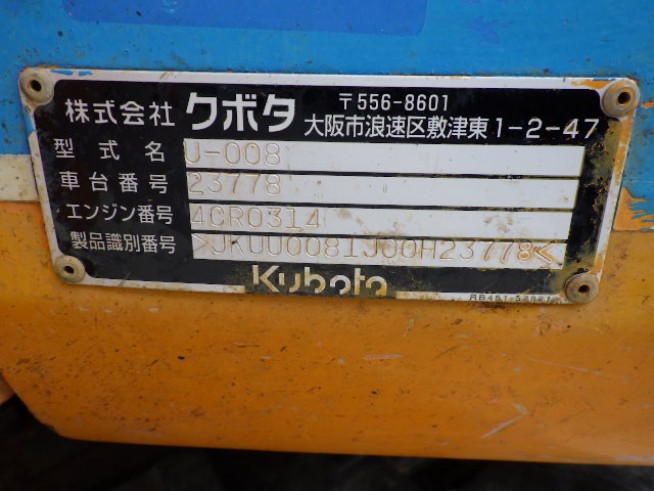 株式会社 クボタ 〒556-8601
大阪市浪速区敷津東1-2-47
型式名 U-008
車台番号 23778
エンジン番号 4CR0314
製品識別番号 >JKUU0081J00H23778<
Kubota